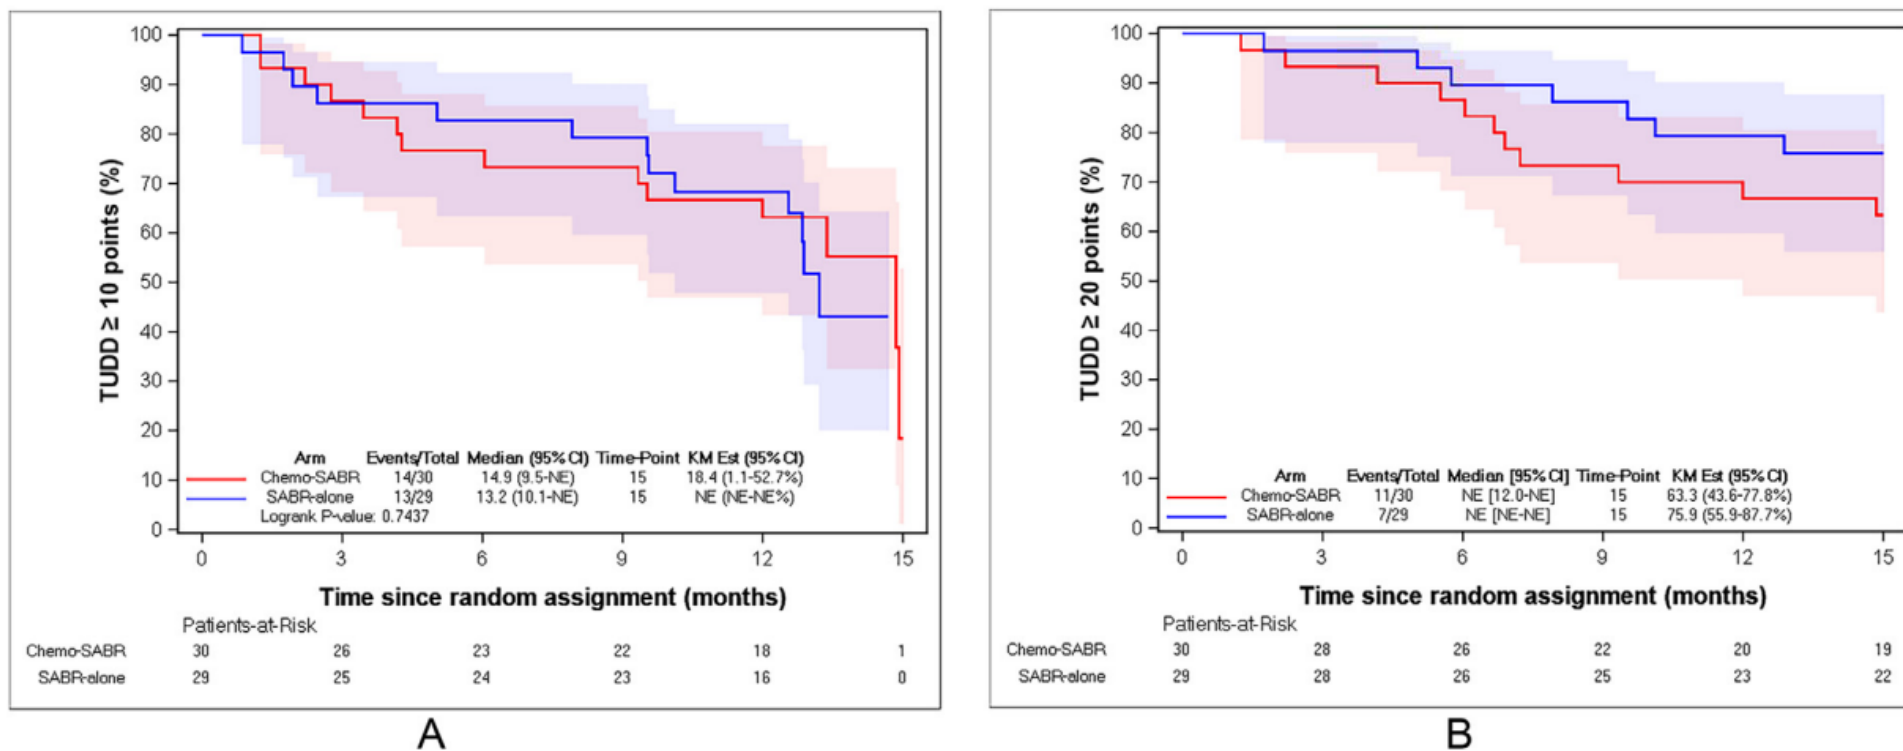 TUDD ≥ 10 points (%)
100
90
80
70
60
50
40
30
20
10
0
Arm Events/Total Median (95% CI) Time-Point KM Est (95% CI)
Chemo-SABR 14/30 14.9 (9.5-NE) 15 18.4 (1.1-52.7%)
SABR-alone 13/29 13.2 (10.1-NE) 15 NE (NE-NE%)
Logrank P-value: 0.7437
0 3 6 9 12 15
Time since random assignment (months)
Patients-at-Risk
Chemo-SABR 30 26 23 22 18 1
SABR-alone 29 25 24 23 16 0
A
TUDD ≥ 20 points (%)
100
90
80
70
60
50
40
30
20
10
0
Arm Events/Total Median [95% CI] Time-Point KM Est (95% CI)
Chemo-SABR 11/30 NE [12.0-NE] 15 63.3 (43.6-77.8%)
SABR-alone 7/29 NE [NE-NE] 15 75.9 (55.9-87.7%)
0 3 6 9 12 15
Time since random assignment (months)
Patients-at-Risk
Chemo-SABR 30 28 26 22 20 19
SABR-alone 29 28 26 25 23 22
B